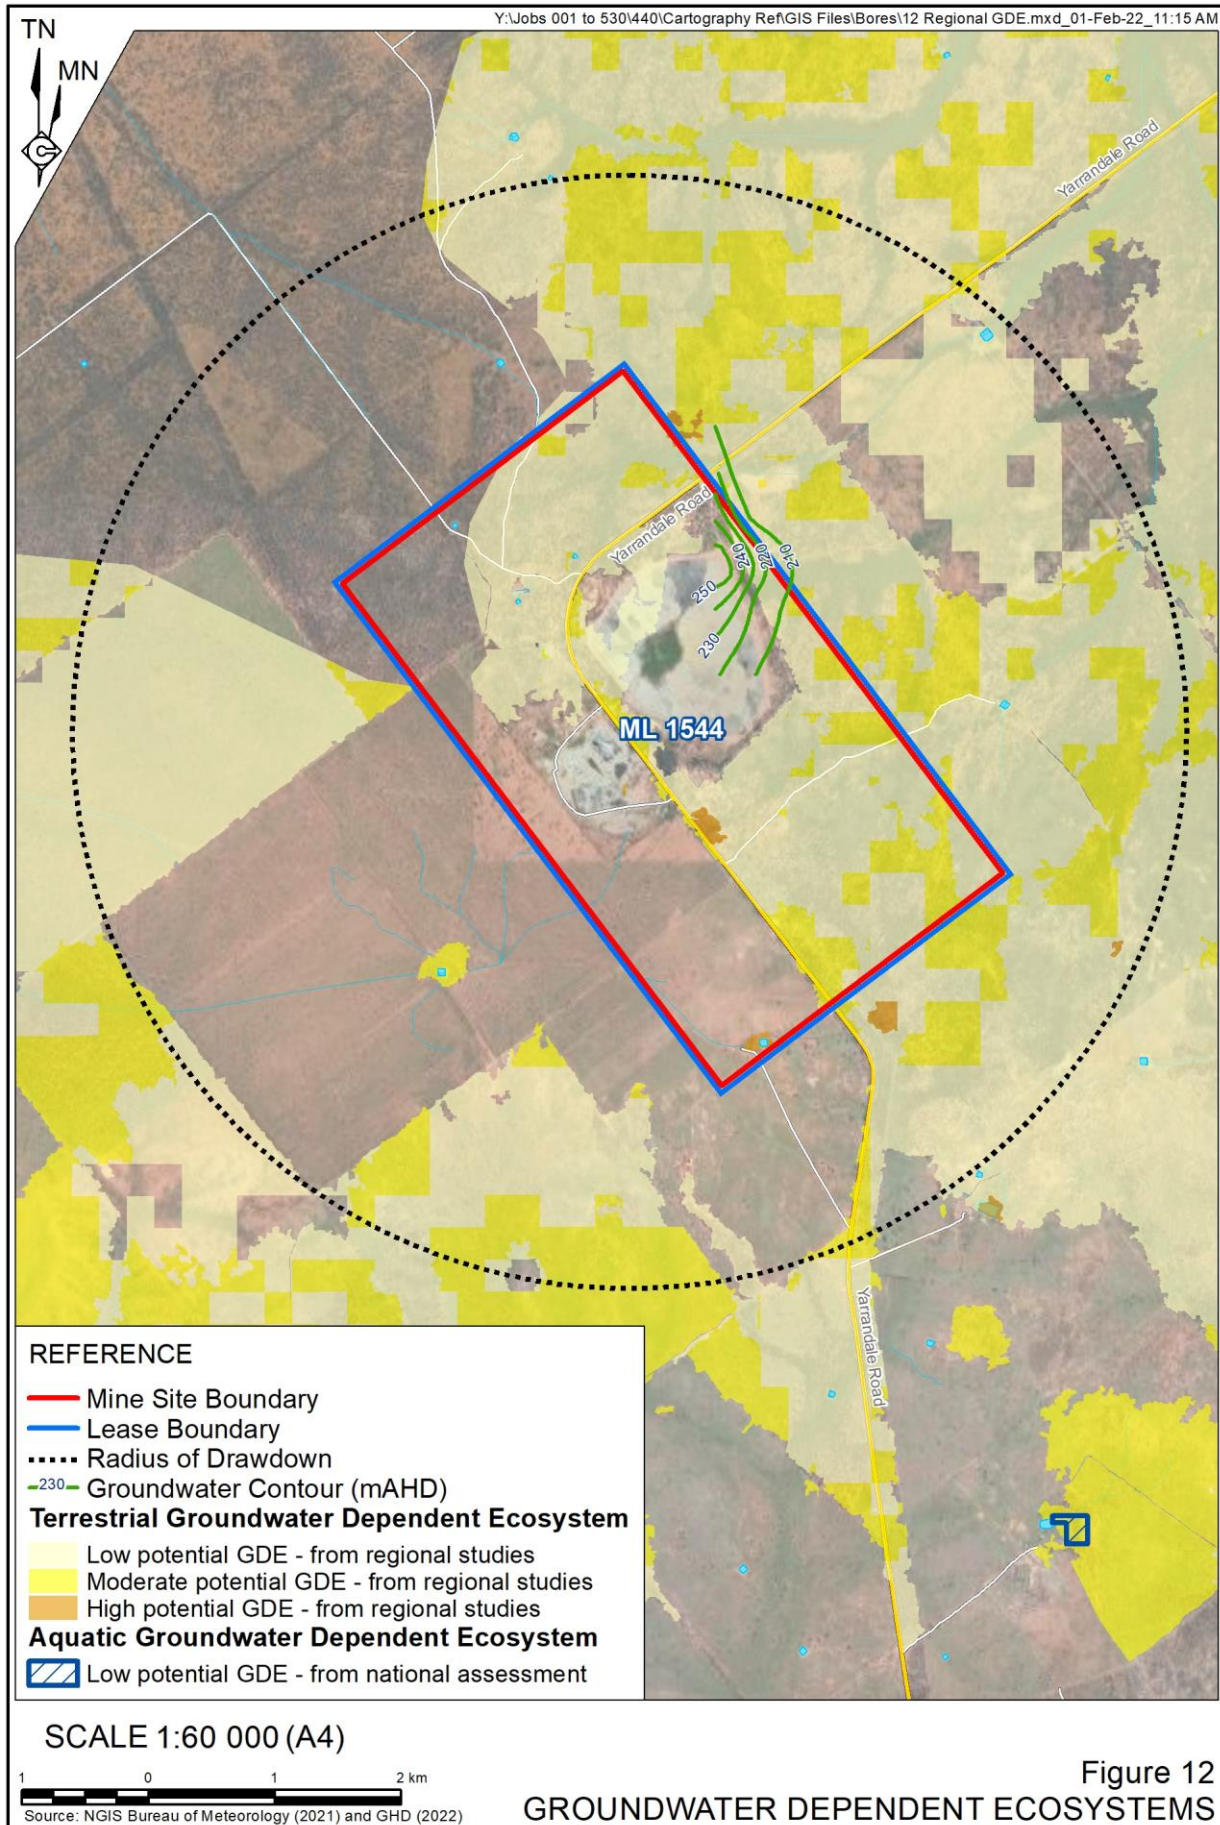 Y:\Jobs 001 to 530\440\Cartography Ref\GIS Files\Bores\12 Regional GDE.mxd_01-Feb-22_11:15 AM
TN
MN
Yarrandale Road
Yarrandale Road
240
220
210
250
230
ML 1544
Yarrandale Road
REFERENCE
Mine Site Boundary
Lease Boundary
Radius of Drawdown
230 Groundwater Contour (mAHD)
Terrestrial Groundwater Dependent Ecosystem
Low potential GDE - from regional studies
Moderate potential GDE - from regional studies
High potential GDE - from regional studies
Aquatic Groundwater Dependent Ecosystem
Low potential GDE - from national assessment
SCALE 1:60 000 (A4)
1 0 1 2 km
Source: NGIS Bureau of Meteorology (2021) and GHD (2022)
Figure 12
GROUNDWATER DEPENDENT ECOSYSTEMS